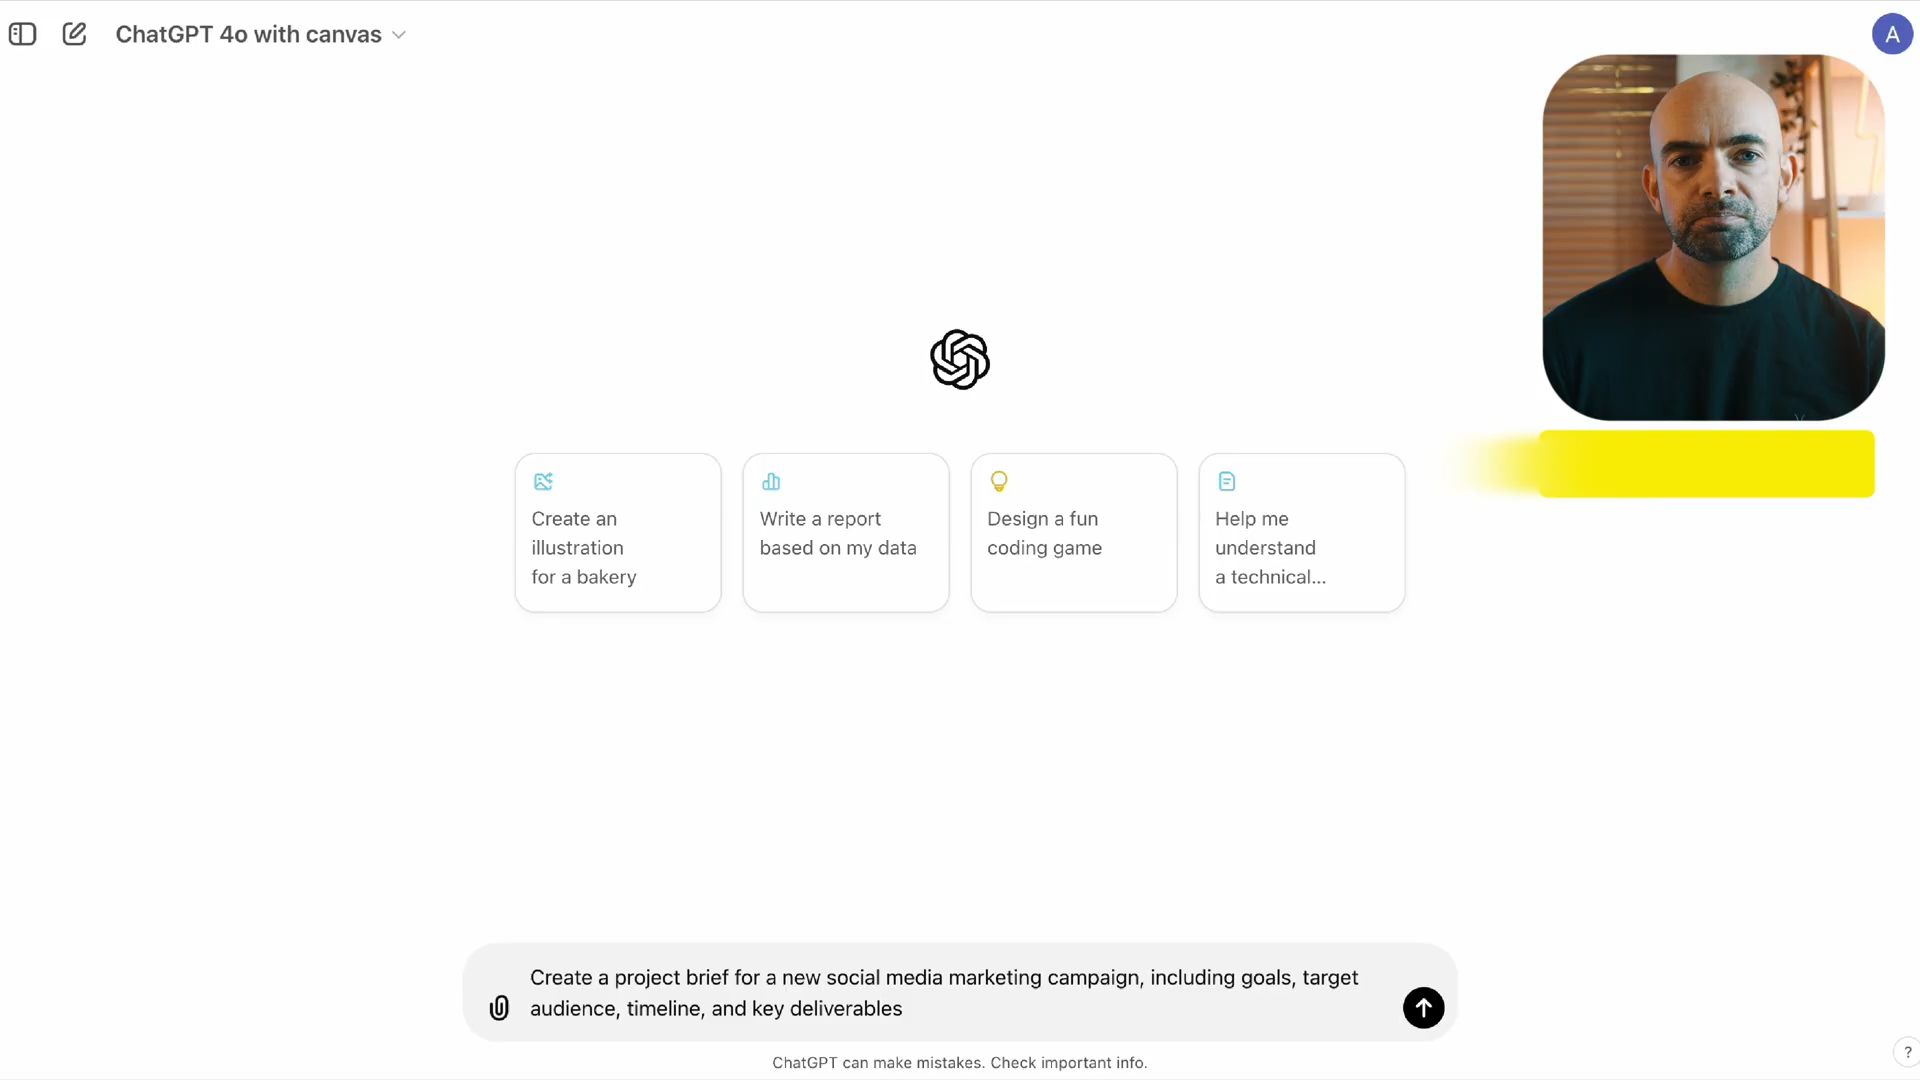 ChatGPT 4o with canvas
A
Create an
illustration
for a bakery
Write a report
based on my data
Design a fun
coding game
Help me
understand
a technical...
Create a project brief for a new social media marketing campaign, including goals, target
audience, timeline, and key deliverables
ChatGPT can make mistakes. Check important info.
?